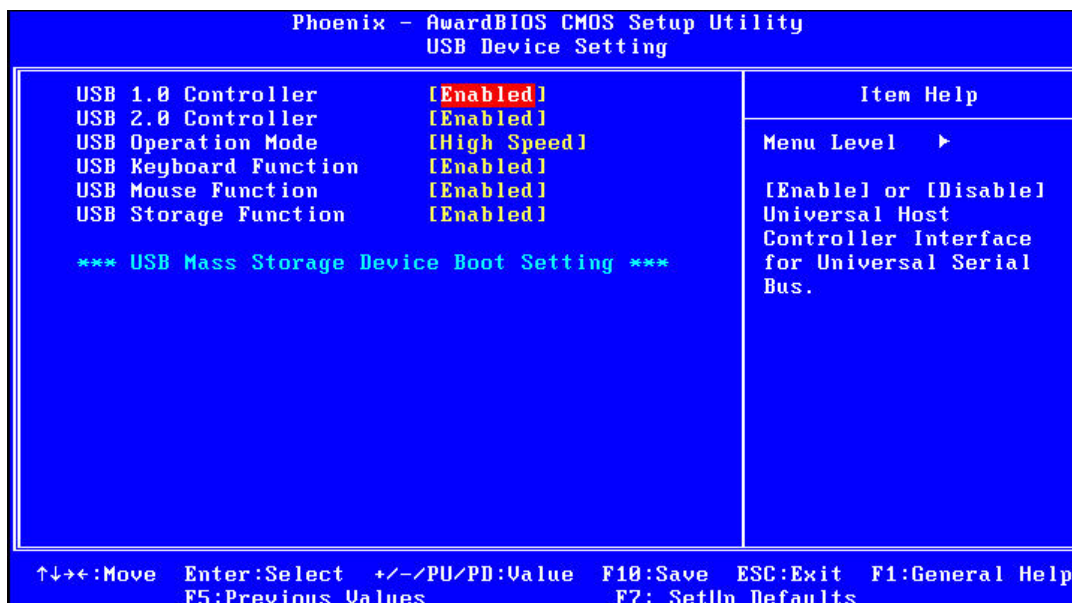 Phoenix - AwardBIOS CMOS Setup Utility
USB Device Setting
USB 1.0 Controller [Enabled]
USB 2.0 Controller [Enabled]
USB Operation Mode [High Speed]
USB Keyboard Function [Enabled]
USB Mouse Function [Enabled]
USB Storage Function [Enabled]
*** USB Mass Storage Device Boot Setting ***
Item Help
Menu Level ►
[Enable] or [Disable]
Universal Host
Controller Interface
for Universal Serial
Bus.
↑↓→←:Move Enter:Select +/-/PU/PD:Value F10:Save ESC:Exit F1:General Help
F5:Previous Values F7: SetUp Defaults